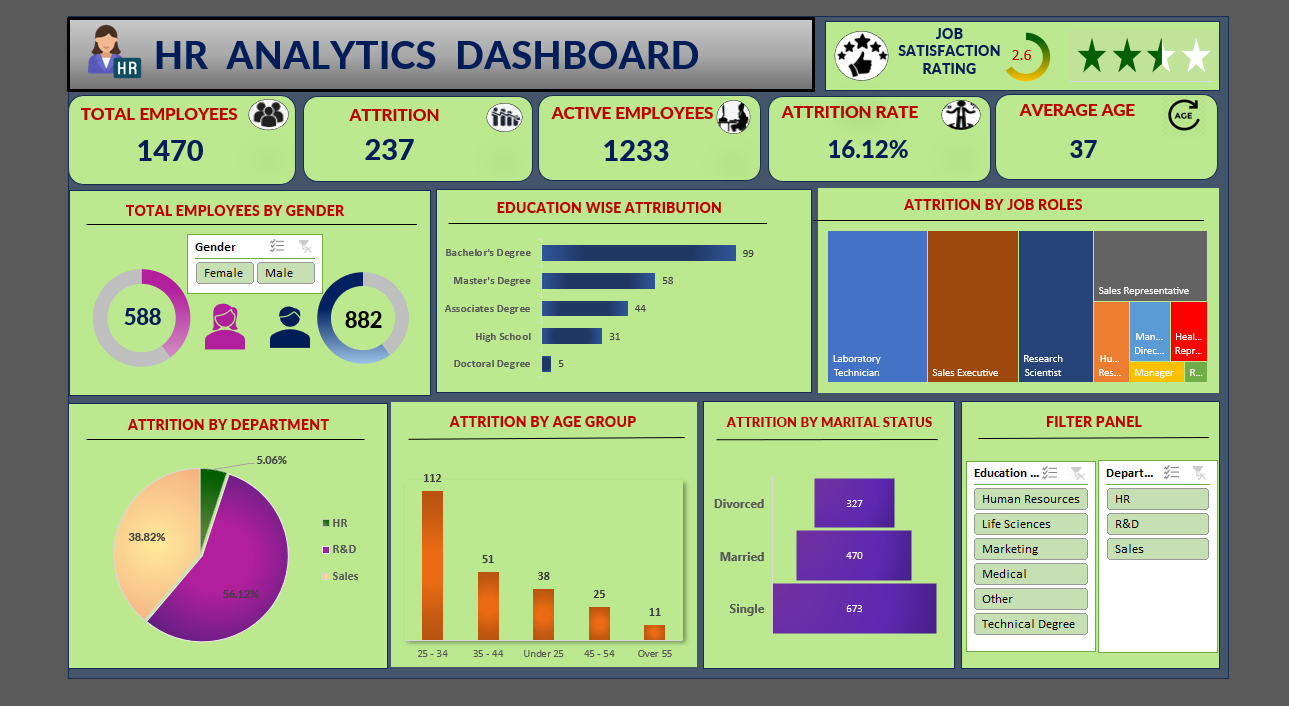 HR ANALYTICS DASHBOARD
HR
JOB
SATISFACTION
RATING
2.6
TOTAL EMPLOYEES
1470
ATTRITION
237
ACTIVE EMPLOYEES
1233
ATTRITION RATE
16.12%
AVERAGE AGE
AGE
37
TOTAL EMPLOYEES BY GENDER
Gender
Female
Male
588
882
EDUCATION WISE ATTRIBUTION
Bachelor's Degree
99
Master's Degree
58
Associates Degree
44
High School
31
Doctoral Degree
5
ATTRITION BY JOB ROLES
Laboratory
Technician
Sales Executive
Research
Scientist
Sales Representative
Hu...
Res...
Man...
Direc...
Heal...
Repr...
Manager
R...
ATTRITION BY DEPARTMENT
5.06%
38.82%
56.12%
HR
R&D
Sales
ATTRITION BY AGE GROUP
112
51
38
25
11
25 - 34
35 - 44
Under 25
45 - 54
Over 55
ATTRITION BY MARITAL STATUS
Divorced
327
Married
470
Single
673
FILTER PANEL
Education ...
Human Resources
Life Sciences
Marketing
Medical
Other
Technical Degree
Depart...
HR
R&D
Sales